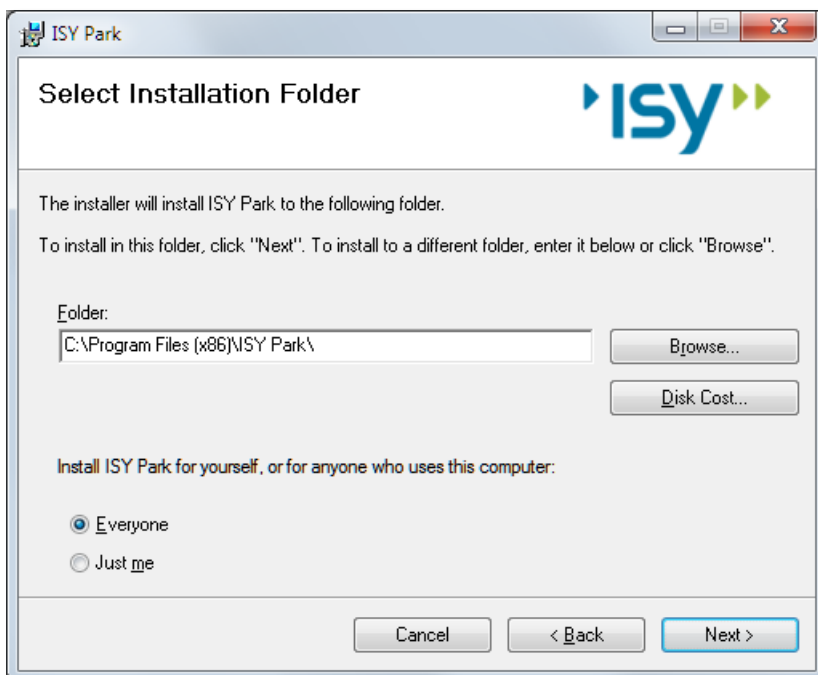 ISY Park
Select Installation Folder
ISY
The installer will install ISY Park to the following folder.
To install in this folder, click "Next". To install to a different folder, enter it below or click "Browse".
Folder:
C:\Program Files (x86)\ISY Park\
Browse...
Disk Cost...
Install ISY Park for yourself, or for anyone who uses this computer:
Everyone
Just me
Cancel
< Back
Next >